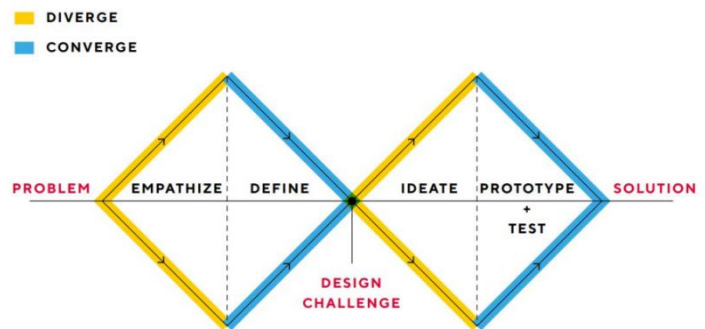 DIVERGE
CONVERGE
PROBLEM
EMPATHIZE
DEFINE
IDEATE
PROTOTYPE
+
TEST
SOLUTION
DESIGN
CHALLENGE